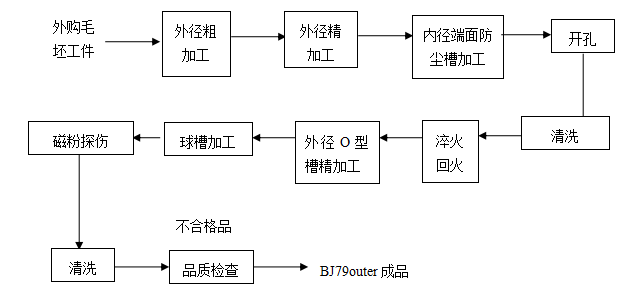 外购毛
坯工件
外径粗
加工
外径精
加工
内径端面防
尘槽加工
开孔
清洗
淬火
回火
外径 O 型
槽精加工
球槽加工
磁粉探伤
清洗
不合格品
品质检查
BJ79outer 成品